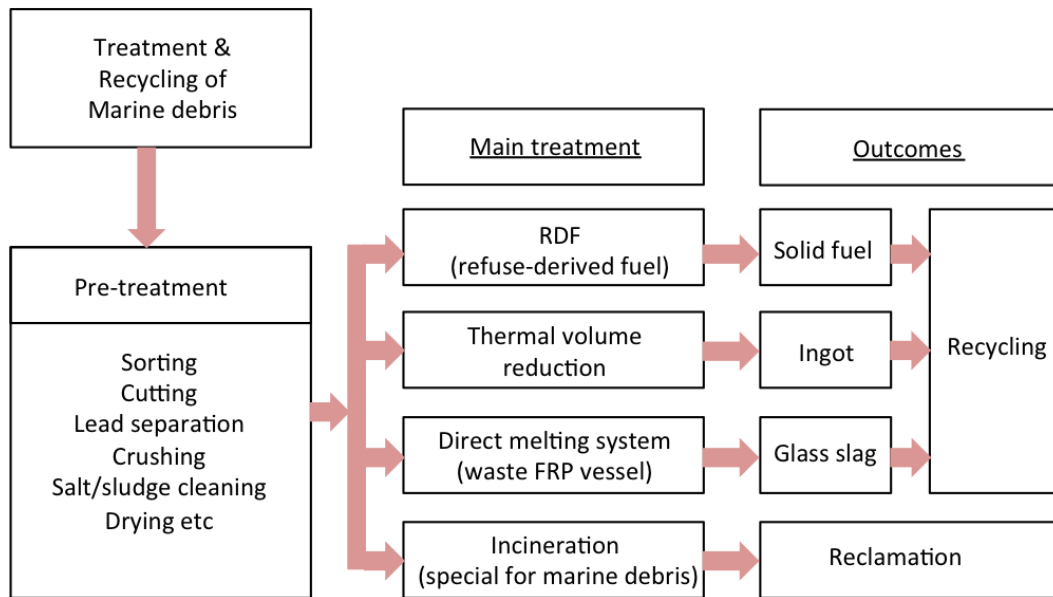 Treatment &
Recycling of
Marine debris
Pre-treatment
Sorting
Cutting
Lead separation
Crushing
Salt/sludge cleaning
Drying etc
Main treatment
RDF
(refuse-derived fuel)
Thermal volume
reduction
Direct melting system
(waste FRP vessel)
Incineration
(special for marine debris)
Outcomes
Solid fuel
Ingot
Glass slag
Recycling
Reclamation